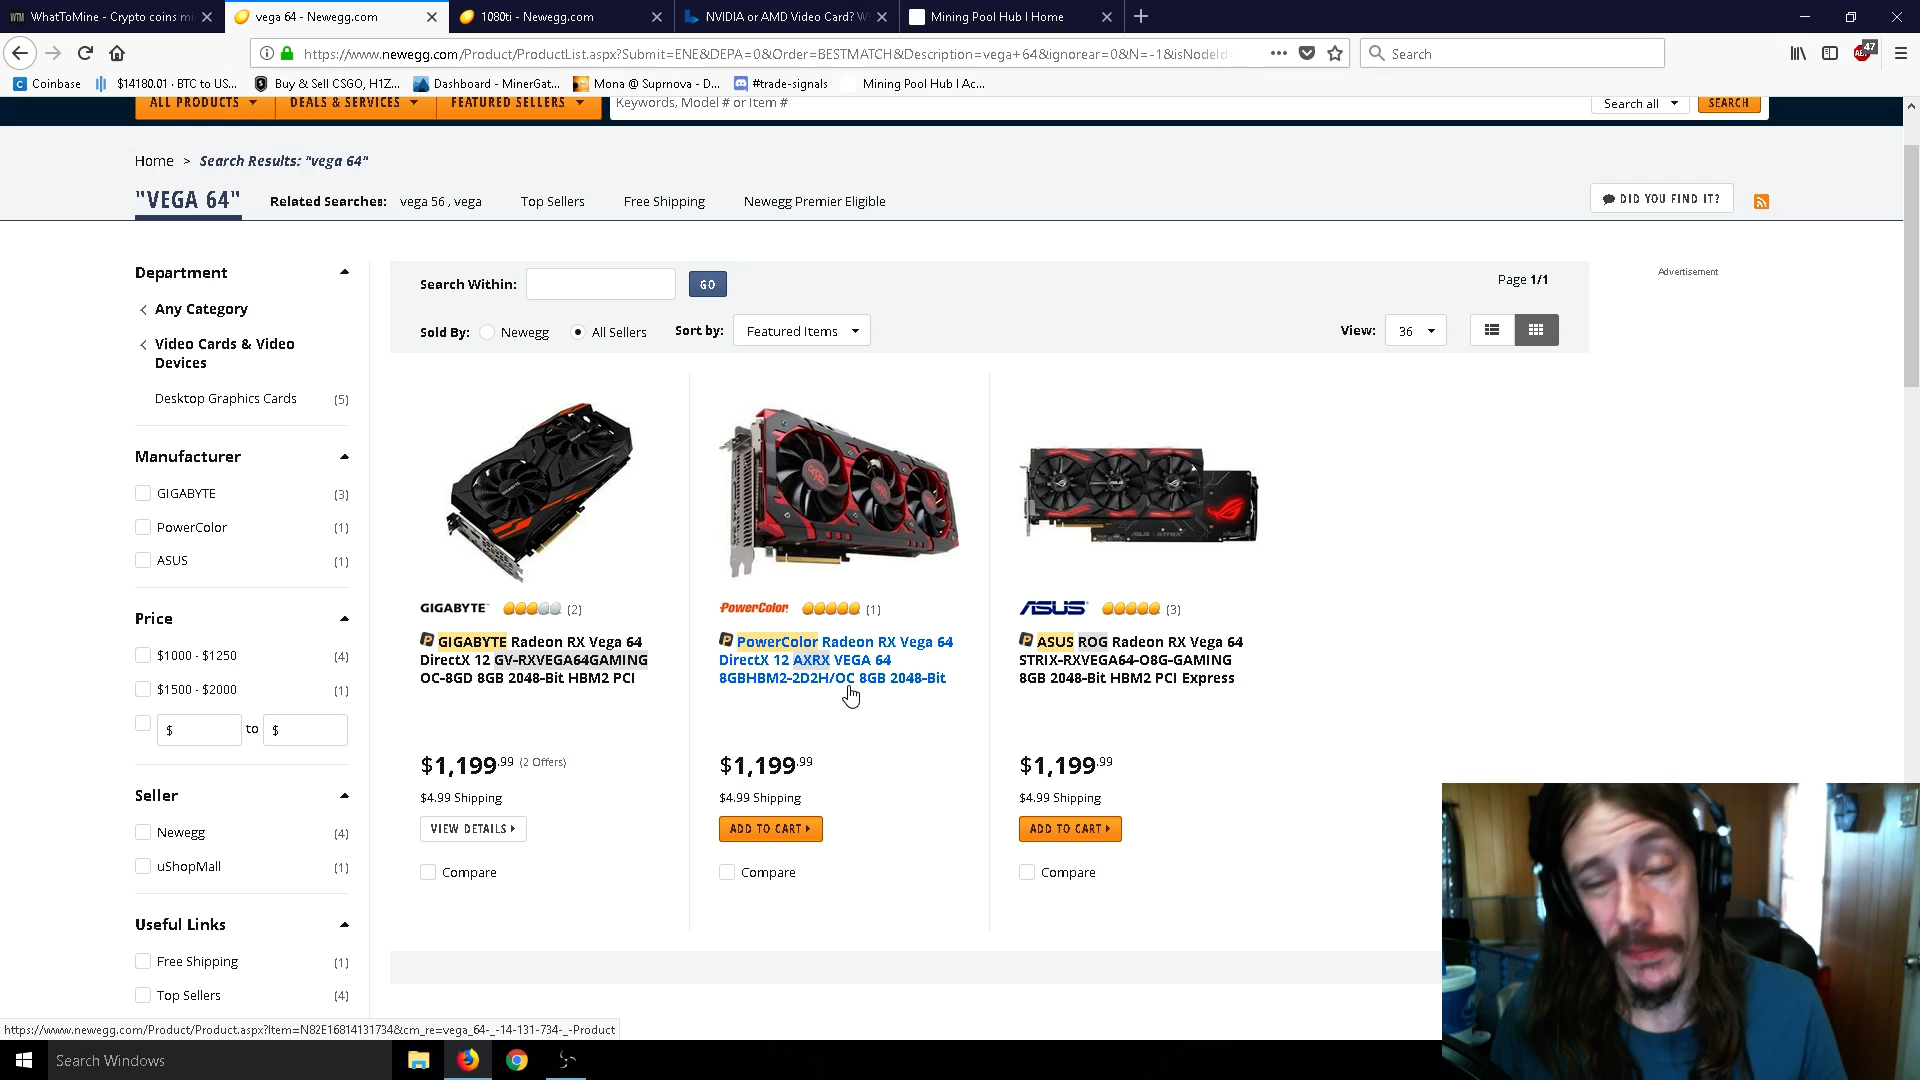 WhatToMine - Crypto coins mi
vega 64 - Newegg.com
1080ti - Newegg.com
NVIDIA or AMD Video Card? W
Mining Pool Hub | Home
https://www.newegg.com/Product/ProductList.aspx?Submit=ENE&DEPA=0&Order=BESTMATCH&Description=vega+64&ignorear=0&N=-1&isNodeId=
Search
47
Coinbase
$14180.01 · BTC to US...
Buy & Sell CSGO, H1Z...
Dashboard - MinerGat...
Mona @ Suprnova - D...
#trade-signals
Mining Pool Hub | Ac...
ALL PRODUCTS
DEALS & SERVICES
FEATURED SELLERS
Keywords, Model # or Item #
Search all
SEARCH
Home > Search Results: "vega 64"
"VEGA 64"
Related Searches: vega 56 , vega
Top Sellers
Free Shipping
Newegg Premier Eligible
DID YOU FIND IT?
Department
Any Category
Video Cards & Video
Devices
Desktop Graphics Cards (5)
Manufacturer
GIGABYTE (3)
PowerColor (1)
ASUS (1)
Price
$1000 - $1250 (4)
$1500 - $2000 (1)
$ to $
Seller
Newegg (4)
uShopMall (1)
Useful Links
Free Shipping (1)
Top Sellers (4)
Search Within:
GO
Page 1/1
Sold By: Newegg All Sellers
Sort by: Featured Items
View: 36
Advertisement
GIGABYTE (2)
GIGABYTE Radeon RX Vega 64
DirectX 12 GV-RXVEGA64GAMING
OC-8GD 8GB 2048-Bit HBM2 PCI
$1,199.99 (2 Offers)
$4.99 Shipping
VIEW DETAILS
Compare
PowerColor (1)
PowerColor Radeon RX Vega 64
DirectX 12 AXRX VEGA 64
8GBHBM2-2D2H/OC 8GB 2048-Bit
$1,199.99
$4.99 Shipping
ADD TO CART
Compare
ASUS (3)
ASUS ROG Radeon RX Vega 64
STRIX-RXVEGA64-O8G-GAMING
8GB 2048-Bit HBM2 PCI Express
$1,199.99
$4.99 Shipping
ADD TO CART
Compare
https://www.newegg.com/Product/Product.aspx?Item=N82E16814131734&cm_re=vega_64-_-14-131-734-_-Product
Search Windows